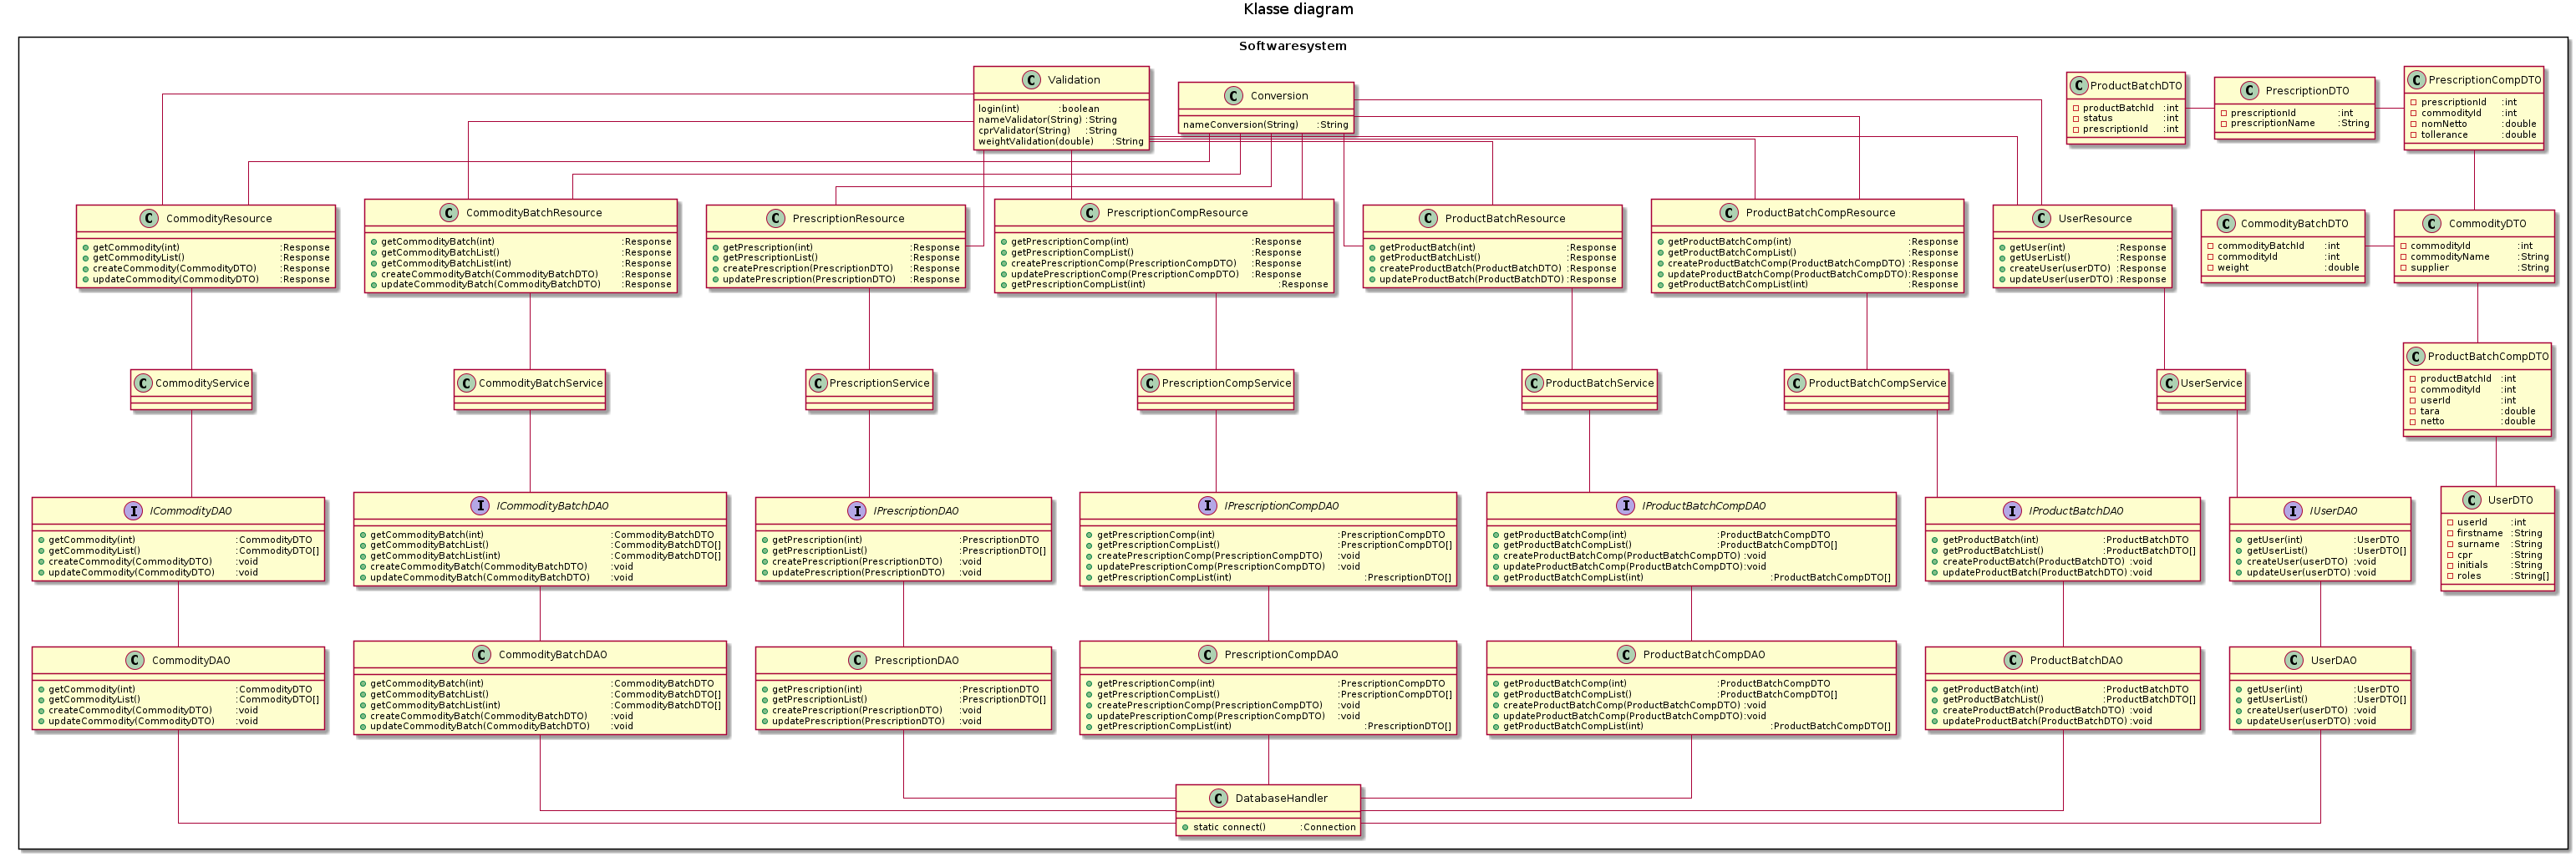 Klasse diagram
Softwaresystem
Validation
login(int) :boolean
nameValidator(String) :String
cprValidator(String) :String
weightValidation(double) :String
Conversion
nameConversion(String) :String
ProductBatchDTO
productBatchId :int
status :int
prescriptionId :int
PrescriptionDTO
prescriptionId :int
prescriptionName :String
PrescriptionCompDTO
prescriptionId :int
commodityId :int
nomNetto :double
tollerance :double
CommodityResource
getCommodity(int) :Response
getCommodityList() :Response
createCommodity(CommodityDTO) :Response
updateCommodity(CommodityDTO) :Response
CommodityBatchResource
getCommodityBatch(int) :Response
getCommodityBatchList() :Response
getCommodityBatchList(int) :Response
createCommodityBatch(CommodityBatchDTO) :Response
updateCommodityBatch(CommodityBatchDTO) :Response
PrescriptionResource
getPrescription(int) :Response
getPrescriptionList() :Response
createPrescription(PrescriptionDTO) :Response
updatePrescription(PrescriptionDTO) :Response
PrescriptionCompResource
getPrescriptionComp(int) :Response
getPrescriptionCompList() :Response
createPrescriptionComp(PrescriptionCompDTO) :Response
updatePrescriptionComp(PrescriptionCompDTO) :Response
getPrescriptionCompList(int) :Response
ProductBatchResource
getProductBatch(int) :Response
getProductBatchList() :Response
createProductBatch(ProductBatchDTO) :Response
updateProductBatch(ProductBatchDTO) :Response
ProductBatchCompResource
getProductBatchComp(int) :Response
getProductBatchCompList() :Response
createProductBatchComp(ProductBatchCompDTO) :Response
updateProductBatchComp(ProductBatchCompDTO) :Response
getProductBatchCompList(int) :Response
UserResource
getUser(int) :Response
getUserList() :Response
createUser(userDTO) :Response
updateUser(userDTO) :Response
CommodityBatchDTO
commodityBatchId :int
commodityId :int
weight :double
CommodityDTO
commodityId :int
commodityName :String
supplier :String
CommodityService
CommodityBatchService
PrescriptionService
PrescriptionCompService
ProductBatchService
ProductBatchCompService
UserService
ProductBatchCompDTO
productBatchId :int
commodityId :int
userId :int
tara :double
netto :double
ICommodityDAO
getCommodity(int) :CommodityDTO
getCommodityList() :CommodityDTO[]
createCommodity(CommodityDTO) :void
updateCommodity(CommodityDTO) :void
ICommodityBatchDAO
getCommodityBatch(int) :CommodityBatchDTO
getCommodityBatchList() :CommodityBatchDTO[]
getCommodityBatchList(int) :CommodityBatchDTO[]
createCommodityBatch(CommodityBatchDTO) :void
updateCommodityBatch(CommodityBatchDTO) :void
IPrescriptionDAO
getPrescription(int) :PrescriptionDTO
getPrescriptionList() :PrescriptionDTO[]
createPrescription(PrescriptionDTO) :void
updatePrescription(PrescriptionDTO) :void
IPrescriptionCompDAO
getPrescriptionComp(int) :PrescriptionCompDTO
getPrescriptionCompList() :PrescriptionCompDTO[]
createPrescriptionComp(PrescriptionCompDTO) :void
updatePrescriptionComp(PrescriptionCompDTO) :void
getPrescriptionCompList(int) :PrescriptionDTO[]
IProductBatchCompDAO
getProductBatchComp(int) :ProductBatchCompDTO
getProductBatchCompList() :ProductBatchCompDTO[]
createProductBatchComp(ProductBatchCompDTO) :void
updateProductBatchComp(ProductBatchCompDTO) :void
getProductBatchCompList(int) :ProductBatchCompDTO[]
IProductBatchDAO
getProductBatch(int) :ProductBatchDTO
getProductBatchList() :ProductBatchDTO[]
createProductBatch(ProductBatchDTO) :void
updateProductBatch(ProductBatchDTO) :void
IUserDAO
getUser(int) :UserDTO
getUserList() :UserDTO[]
createUser(userDTO) :void
updateUser(userDTO) :void
UserDTO
userId :int
firstname :String
surname :String
cpr :String
initials :String
roles :String[]
CommodityDAO
getCommodity(int) :CommodityDTO
getCommodityList() :CommodityDTO[]
createCommodity(CommodityDTO) :void
updateCommodity(CommodityDTO) :void
CommodityBatchDAO
getCommodityBatch(int) :CommodityBatchDTO
getCommodityBatchList() :CommodityBatchDTO[]
getCommodityBatchList(int) :CommodityBatchDTO[]
createCommodityBatch(CommodityBatchDTO) :void
updateCommodityBatch(CommodityBatchDTO) :void
PrescriptionDAO
getPrescription(int) :PrescriptionDTO
getPrescriptionList() :PrescriptionDTO[]
createPrescription(PrescriptionDTO) :void
updatePrescription(PrescriptionDTO) :void
PrescriptionCompDAO
getPrescriptionComp(int) :PrescriptionCompDTO
getPrescriptionCompList() :PrescriptionCompDTO[]
createPrescriptionComp(PrescriptionCompDTO) :void
updatePrescriptionComp(PrescriptionCompDTO) :void
getPrescriptionCompList(int) :PrescriptionDTO[]
ProductBatchCompDAO
getProductBatchComp(int) :ProductBatchCompDTO
getProductBatchCompList() :ProductBatchCompDTO[]
createProductBatchComp(ProductBatchCompDTO) :void
updateProductBatchComp(ProductBatchCompDTO) :void
getProductBatchCompList(int) :ProductBatchCompDTO[]
ProductBatchDAO
getProductBatch(int) :ProductBatchDTO
getProductBatchList() :ProductBatchDTO[]
createProductBatch(ProductBatchDTO) :void
updateProductBatch(ProductBatchDTO) :void
UserDAO
getUser(int) :UserDTO
getUserList() :UserDTO[]
createUser(userDTO) :void
updateUser(userDTO) :void
DatabaseHandler
static connect() :Connection